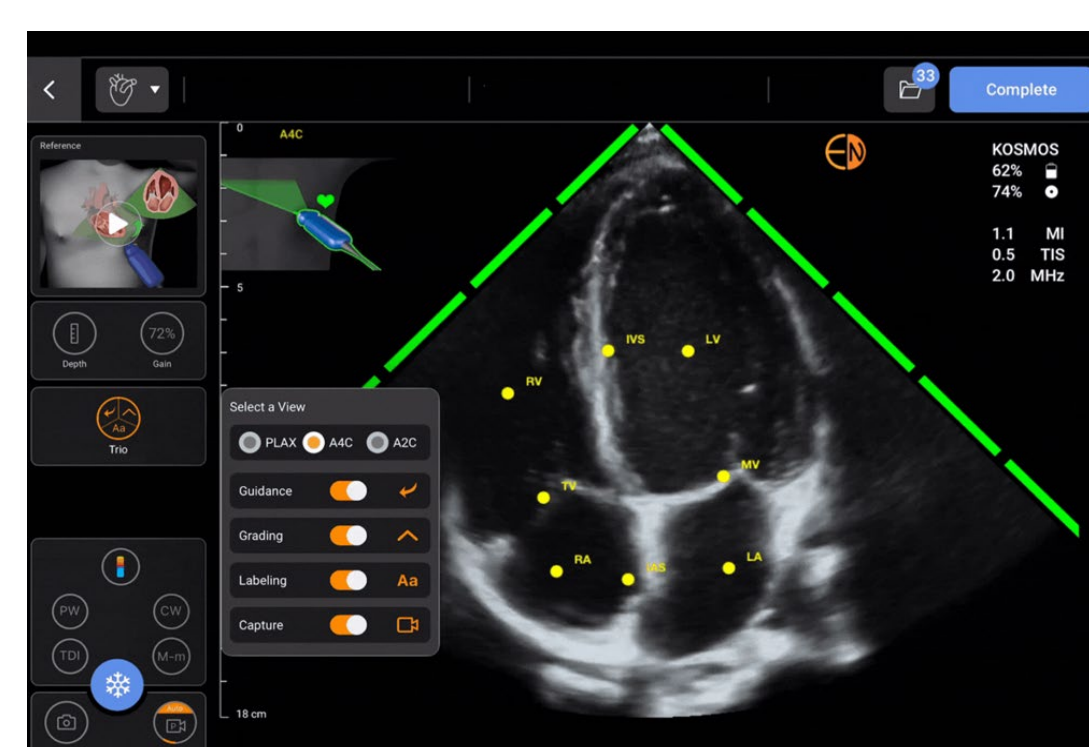 33
Complete
Reference
0
A4C
EN
KOSMOS
62%
74%
1.1 MI
0.5 TIS
2.0 MHz
5
72%
Depth
Gain
IVS
LV
RV
Aa
Trio
Select a View
PLAX
A4C
A2C
Guidance
MV
TV
Grading
RA
IAS
LA
Labeling
Aa
Capture
PW
CW
TDI
M-m
Auto
P
18 cm